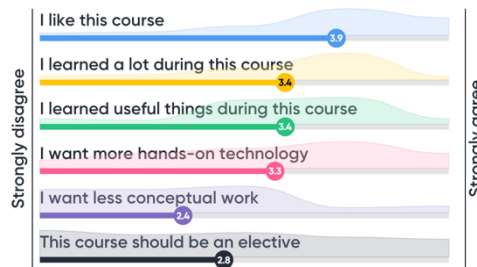 Strongly disagree
I like this course
3.9
I learned a lot during this course
3.4
I learned useful things during this course
3.4
I want more hands-on technology
3.3
I want less conceptual work
2.4
This course should be an elective
2.8
Strongly agree